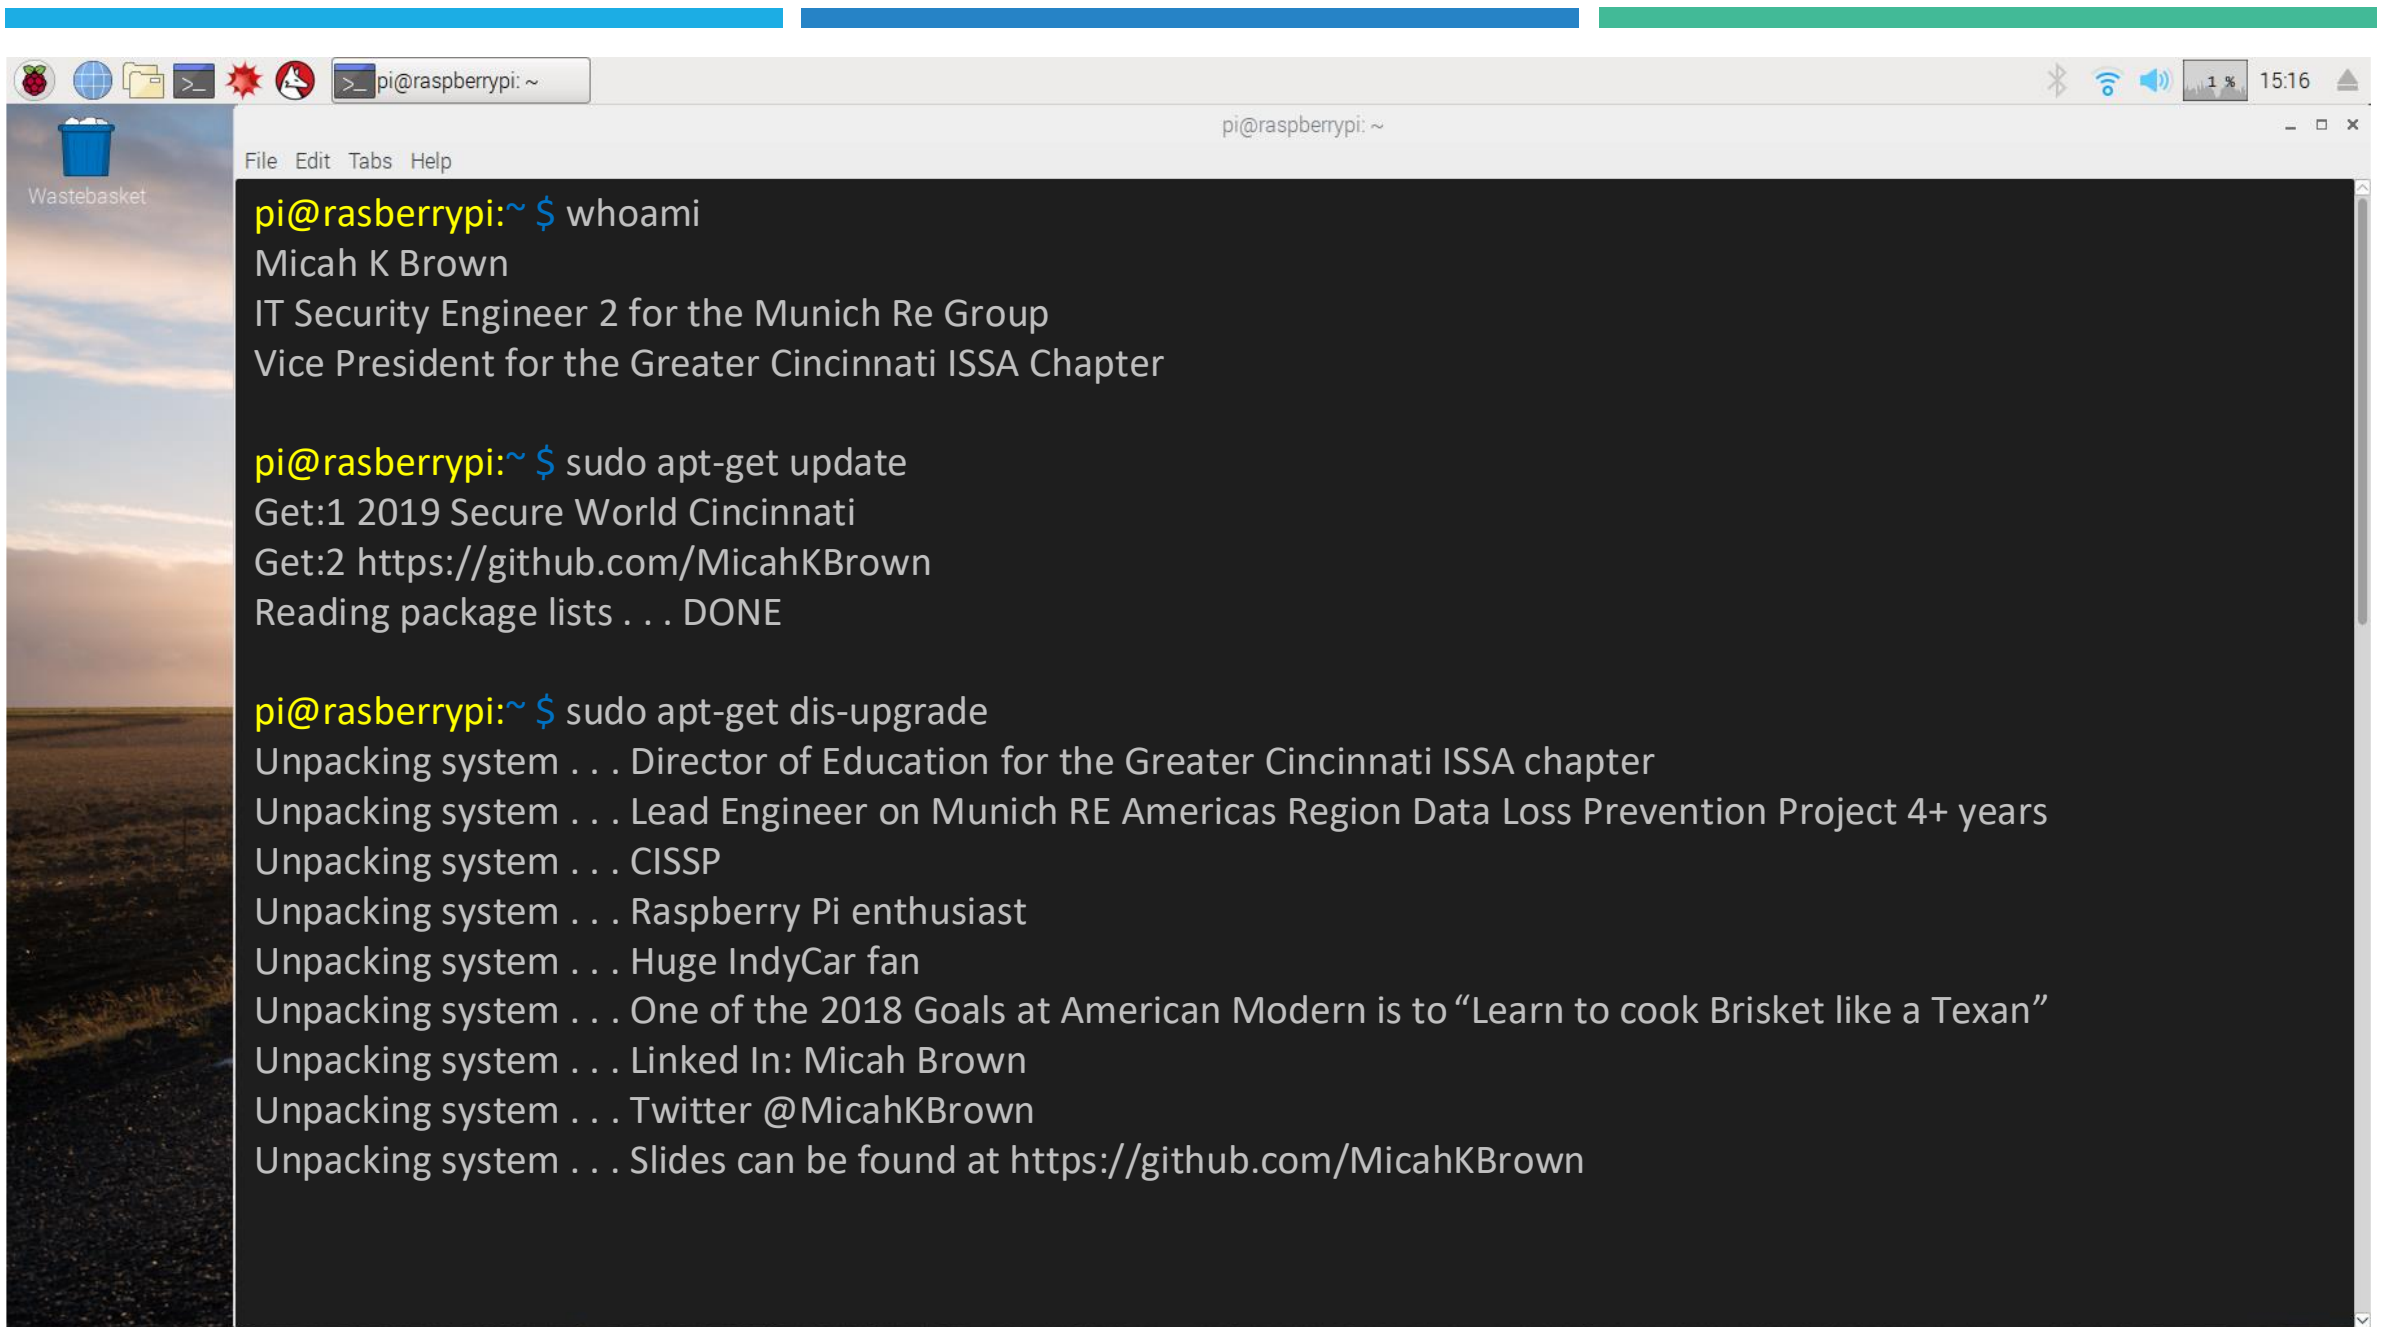 pi@raspberrypi: ~
1 %
15:16
Wastebasket
pi@raspberrypi: ~
File Edit Tabs Help
pi@rasberrypi:~ $ whoami
Micah K Brown
IT Security Engineer 2 for the Munich Re Group
Vice President for the Greater Cincinnati ISSA Chapter
pi@rasberrypi:~ $ sudo apt-get update
Get:1 2019 Secure World Cincinnati
Get:2 https://github.com/MicahKBrown
Reading package lists . . . DONE
pi@rasberrypi:~ $ sudo apt-get dis-upgrade
Unpacking system . . . Director of Education for the Greater Cincinnati ISSA chapter
Unpacking system . . . Lead Engineer on Munich RE Americas Region Data Loss Prevention Project 4+ years
Unpacking system . . . CISSP
Unpacking system . . . Raspberry Pi enthusiast
Unpacking system . . . Huge IndyCar fan
Unpacking system . . . One of the 2018 Goals at American Modern is to “Learn to cook Brisket like a Texan”
Unpacking system . . . Linked In: Micah Brown
Unpacking system . . . Twitter @MicahKBrown
Unpacking system . . . Slides can be found at https://github.com/MicahKBrown